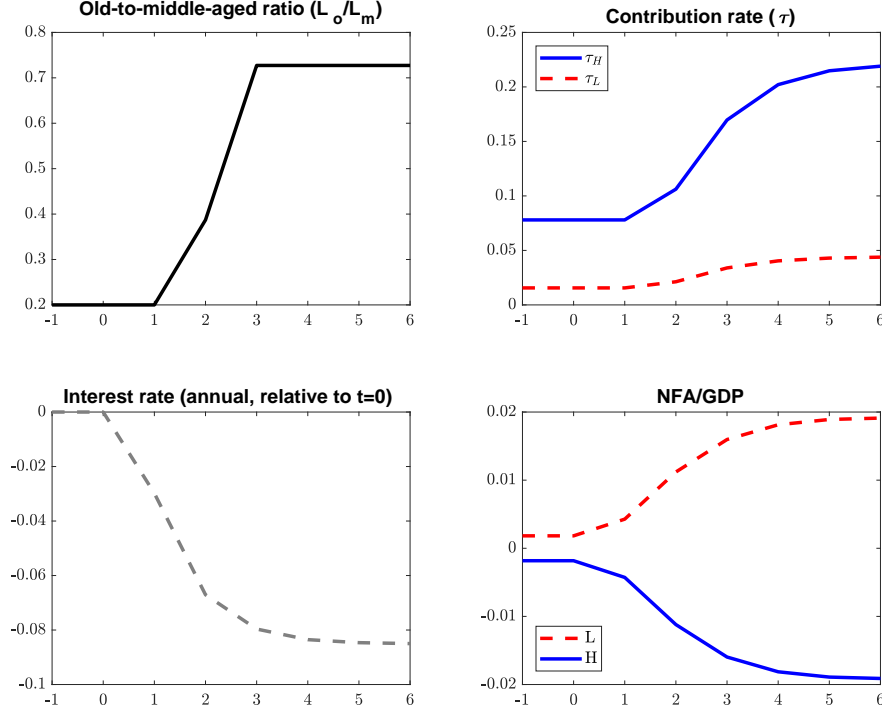 Old-to-middle-aged ratio (L_o/L_m)
0.8
0.7
0.6
0.5
0.4
0.3
0.2
-1 0 1 2 3 4 5 6
Contribution rate (τ)
0.25
0.2
0.15
0.1
0.05
0
τ_H
τ_L
-1 0 1 2 3 4 5 6
Interest rate (annual, relative to t=0)
0
-0.02
-0.04
-0.06
-0.08
-0.1
-1 0 1 2 3 4 5 6
NFA/GDP
0.02
0.01
0
-0.01
-0.02
L
H
-1 0 1 2 3 4 5 6